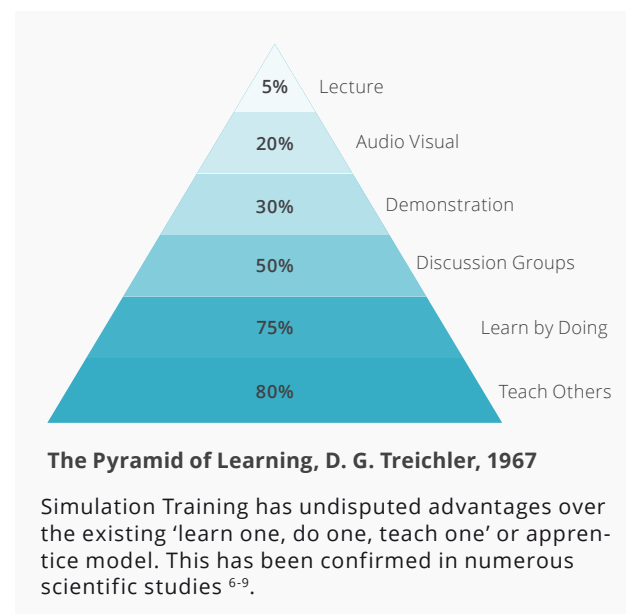 5% Lecture
20% Audio Visual
30% Demonstration
50% Discussion Groups
75% Learn by Doing
80% Teach Others
The Pyramid of Learning, D. G. Treichler, 1967
Simulation Training has undisputed advantages over
the existing ‘learn one, do one, teach one’ or appren-
tice model. This has been confirmed in numerous
scientific studies 6-9.